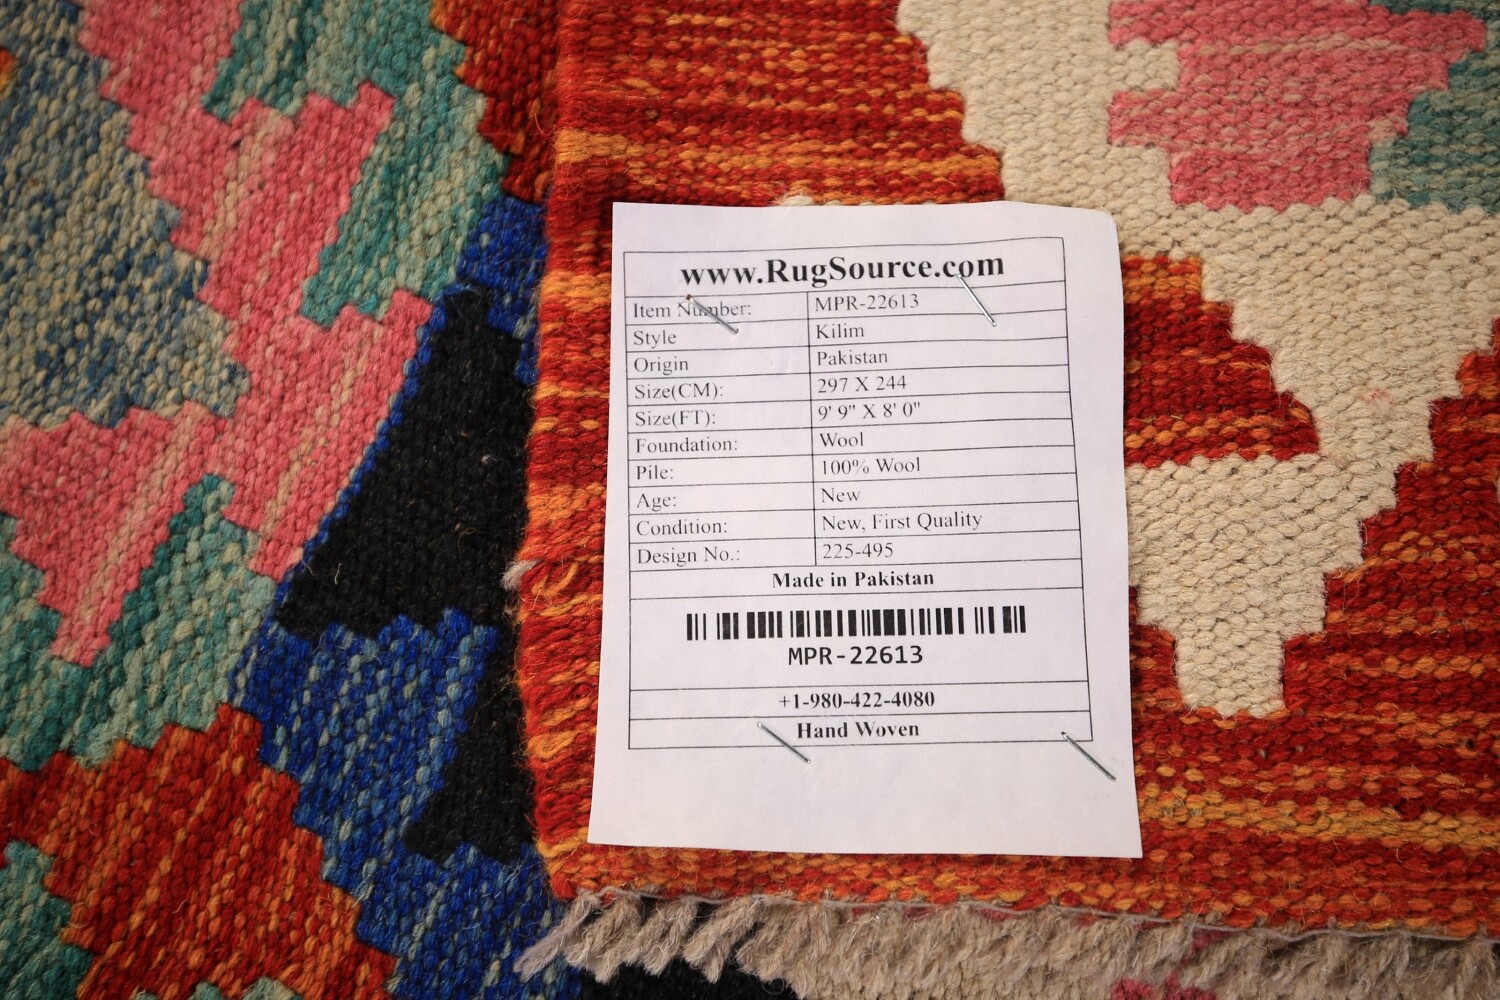 www.RugSource.com
Item Number: MPR-22613
Style Kilim
Origin Pakistan
Size(CM): 297 X 244
Size(FT): 9' 9" X 8' 0"
Foundation: Wool
Pile: 100% Wool
Age: New
Condition: New, First Quality
Design No.: 225-495
Made in Pakistan
MPR-22613
+1-980-422-4080
Hand Woven